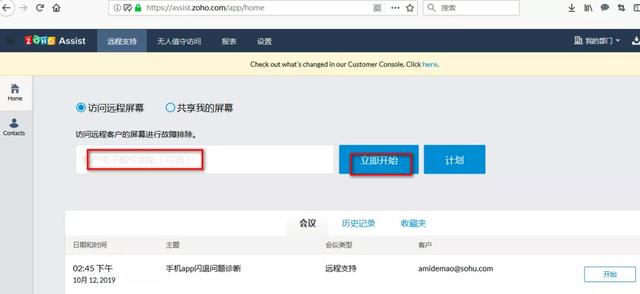 https://assist.zoho.com/app/home
搜索
ZOHO Assist 远程支持 无人值守访问 报表 设置 我的部门
Check out what's changed in our Customer Console. Click here.
Home
访问远程屏幕 共享我的屏幕
Contacts
访问远程客户的屏幕进行故障排除。
电子邮件地址（可选） 立即开始 计划
会议 历史记录 收藏夹
日期和时间 主题 会议类型 客户
02:45 下午 手机app闪退问题诊断 远程支持 amidemao@sohu.com 开始
10月 12, 2019